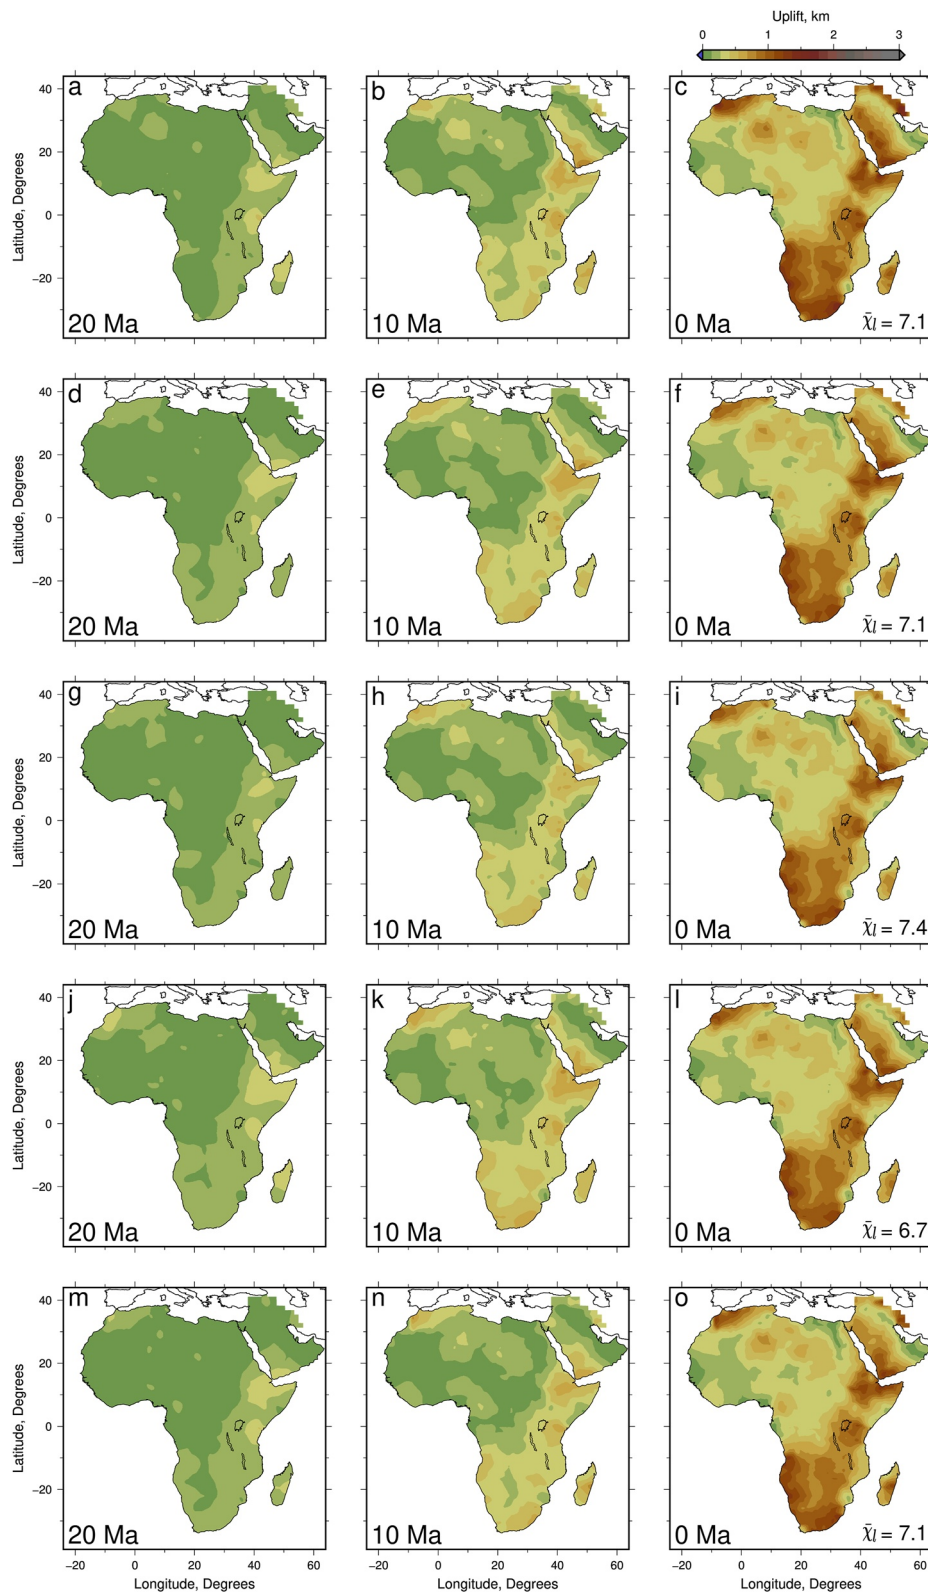 Uplift, km
0 1 2 3
a b c
40
20
0
−20
Latitude, Degrees
20 Ma 10 Ma 0 Ma χ̄l = 7.1
d e f
40
20
0
−20
Latitude, Degrees
20 Ma 10 Ma 0 Ma χ̄l = 7.1
g h i
40
20
0
−20
Latitude, Degrees
20 Ma 10 Ma 0 Ma χ̄l = 7.4
j k l
40
20
0
−20
Latitude, Degrees
20 Ma 10 Ma 0 Ma χ̄l = 6.7
m n o
40
20
0
−20
Latitude, Degrees
20 Ma 10 Ma 0 Ma χ̄l = 7.1
−20 0 20 40 60 −20 0 20 40 60 −20 0 20 40 60
Longitude, Degrees Longitude, Degrees Longitude, Degrees